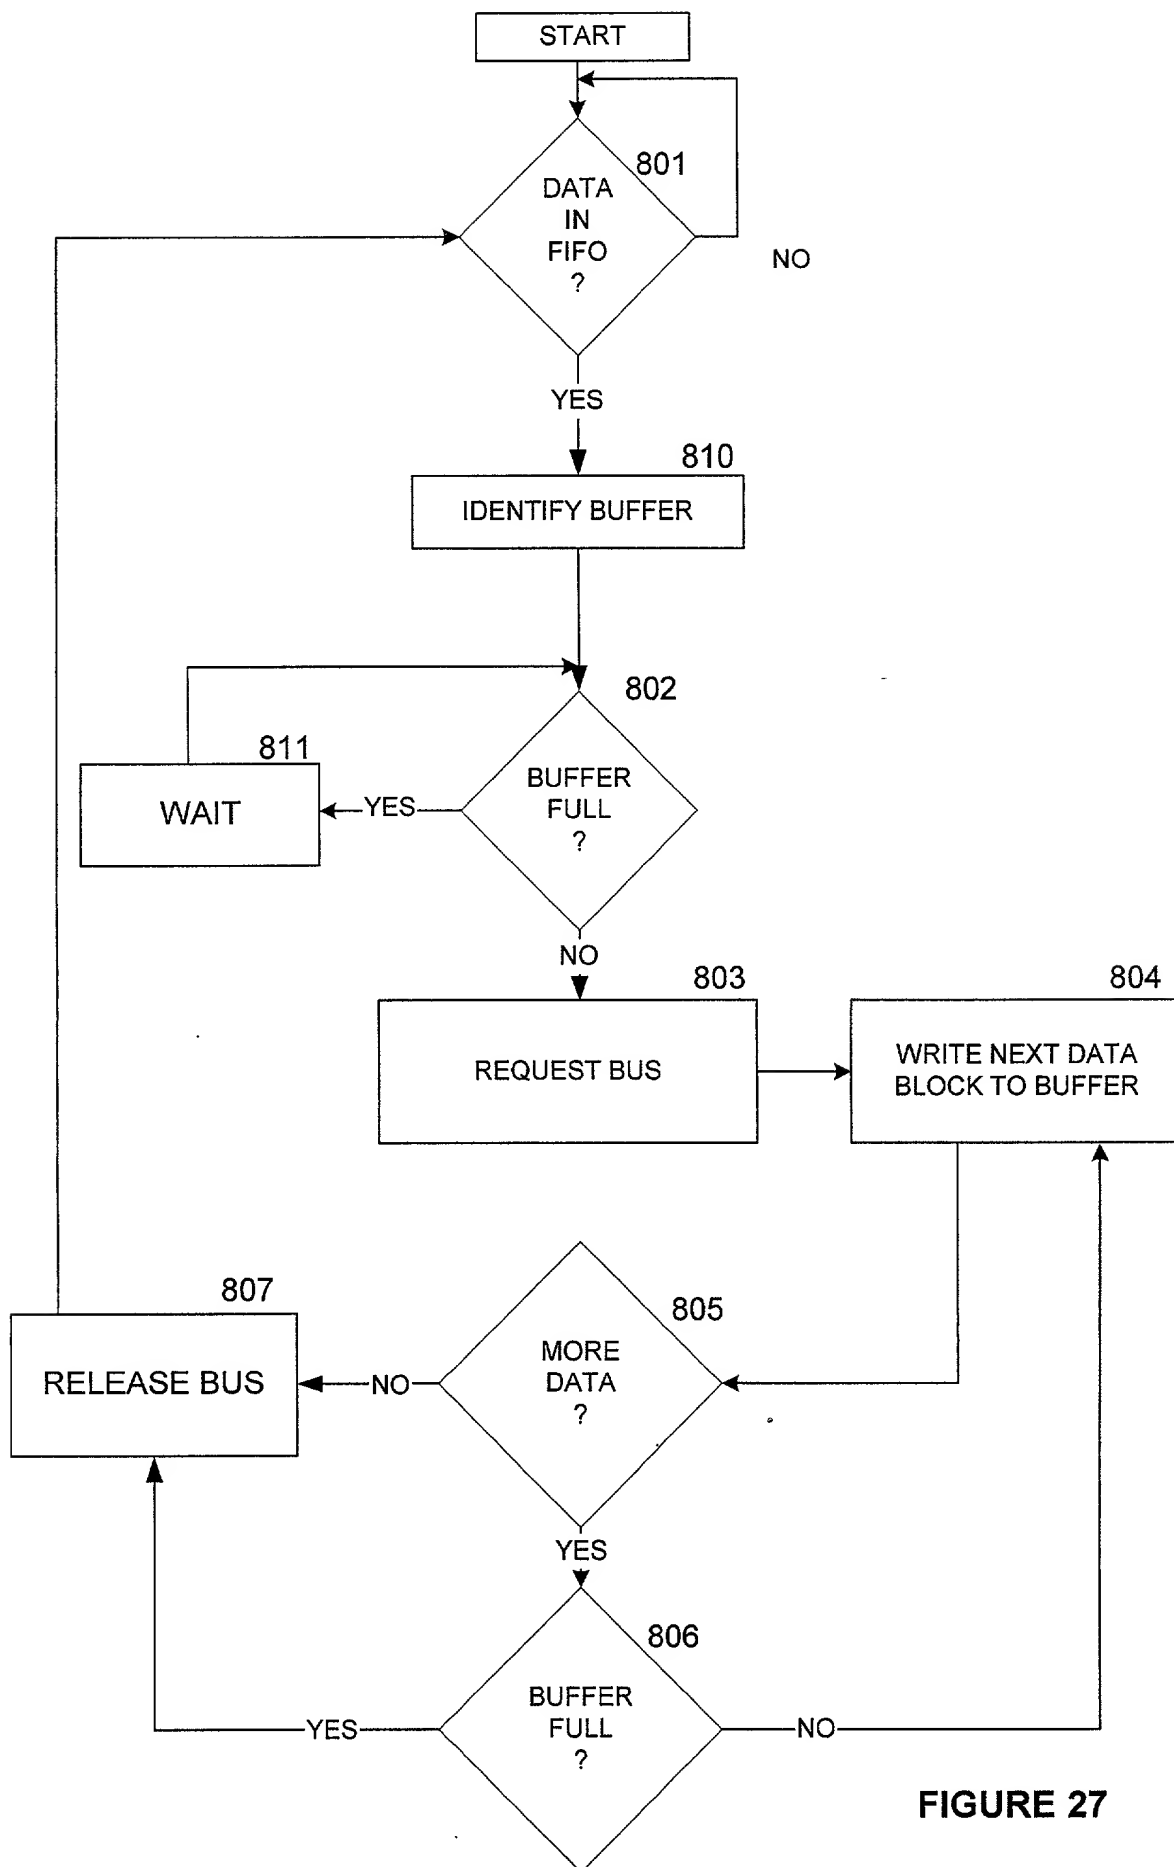 START
801
DATA
IN
FIFO
?
NO
YES
810
IDENTIFY BUFFER
802
811
BUFFER
FULL
?
YES
WAIT
NO
803
804
REQUEST BUS
WRITE NEXT DATA
BLOCK TO BUFFER
807
805
MORE
DATA
?
NO
RELEASE BUS
YES
806
BUFFER
FULL
?
YES
NO
FIGURE 27